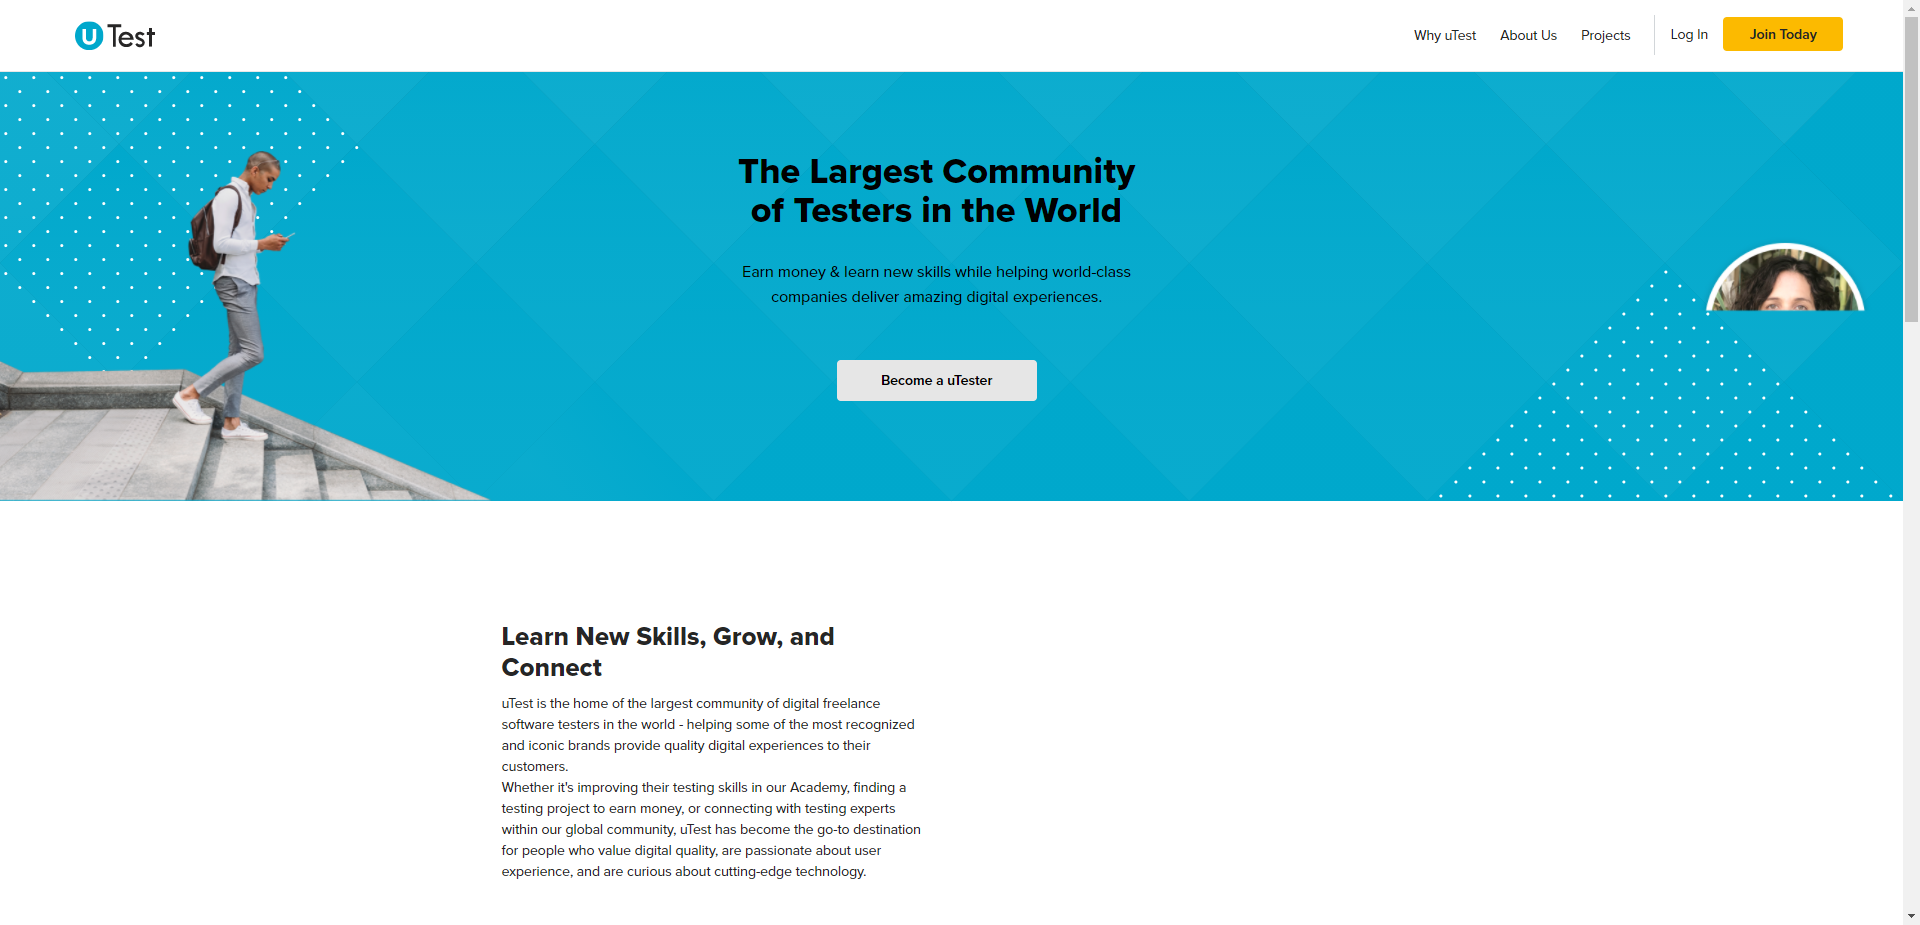 uTest
Why uTest
About Us
Projects
Log In
Join Today
The Largest Community
of Testers in the World
Earn money & learn new skills while helping world-class
companies deliver amazing digital experiences.
Become a uTester
Learn New Skills, Grow, and
Connect
uTest is the home of the largest community of digital freelance
software testers in the world - helping some of the most recognized
and iconic brands provide quality digital experiences to their
customers.
Whether it's improving their testing skills in our Academy, finding a
testing project to earn money, or connecting with testing experts
within our global community, uTest has become the go-to destination
for people who value digital quality, are passionate about user
experience, and are curious about cutting-edge technology.